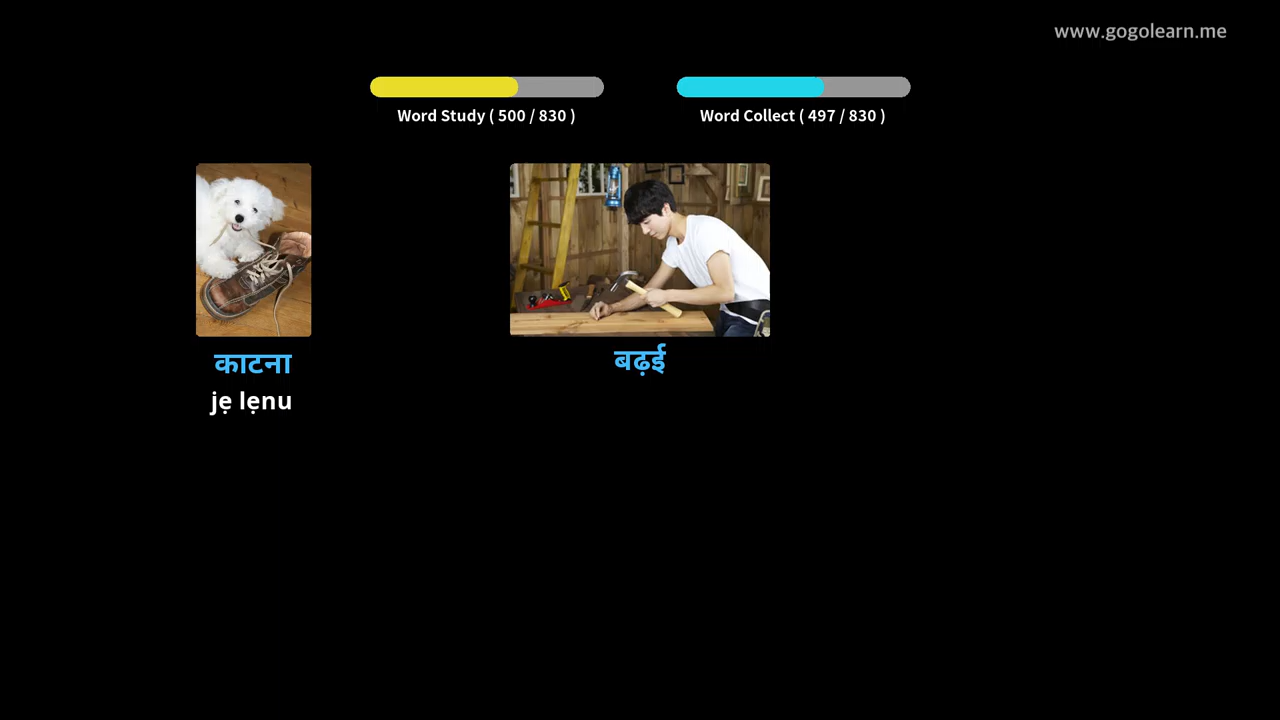 www.gogolearn.me
Word Study ( 500 / 830 )
Word Collect ( 497 / 830 )
काटना
jẹ lẹnu
बढ़ई